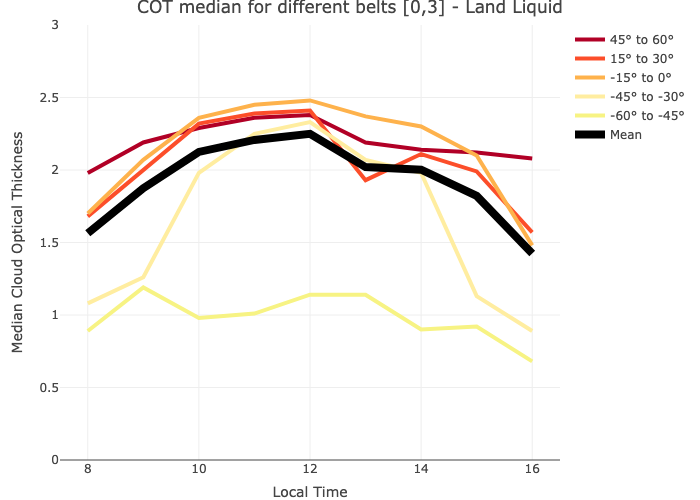 COT median for different belts [0,3] - Land Liquid
3
2.5
2
1.5
1
0.5
0
8
10
12
14
16
Median Cloud Optical Thickness
Local Time
45° to 60°
15° to 30°
-15° to 0°
-45° to -30°
-60° to -45°
Mean